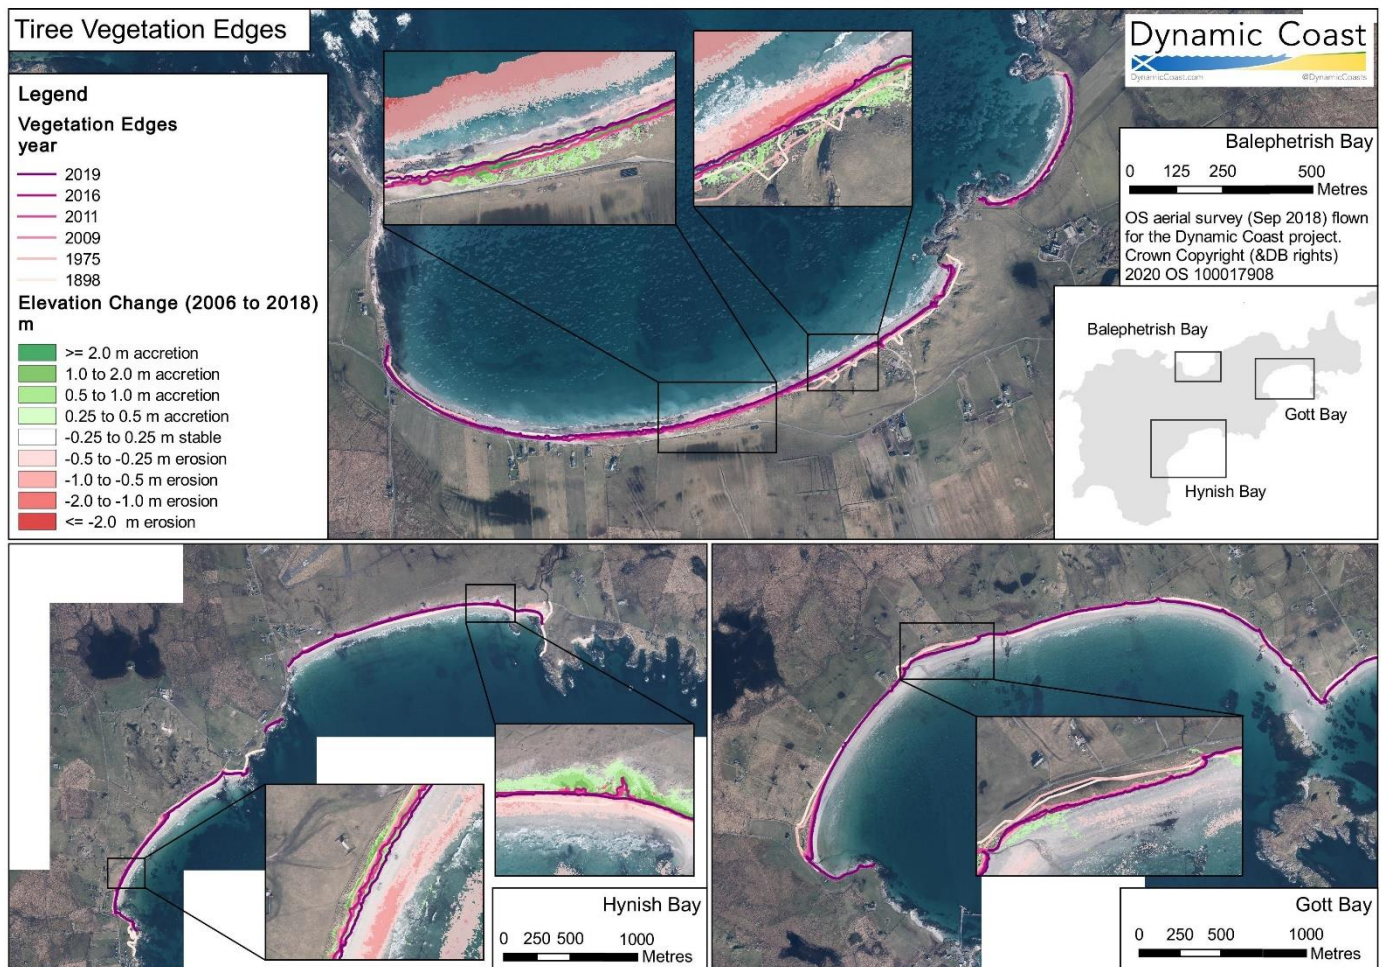 Tiree Vegetation Edges
Legend
Vegetation Edges
year
2019
2016
2011
2009
1975
1898
Elevation Change (2006 to 2018)
m
>= 2.0 m accretion
1.0 to 2.0 m accretion
0.5 to 1.0 m accretion
0.25 to 0.5 m accretion
-0.25 to 0.25 m stable
-0.5 to -0.25 m erosion
-1.0 to -0.5 m erosion
-2.0 to -1.0 m erosion
<= -2.0 m erosion
Dynamic Coast
DynamicCoast.com @DynamicCoasts
Balephetrish Bay
0 125 250 500
Metres
OS aerial survey (Sep 2018) flown
for the Dynamic Coast project.
Crown Copyright (&DB rights)
2020 OS 100017908
Balephetrish Bay
Gott Bay
Hynish Bay
Hynish Bay
0 250 500 1000
Metres
Gott Bay
0 250 500 1000
Metres